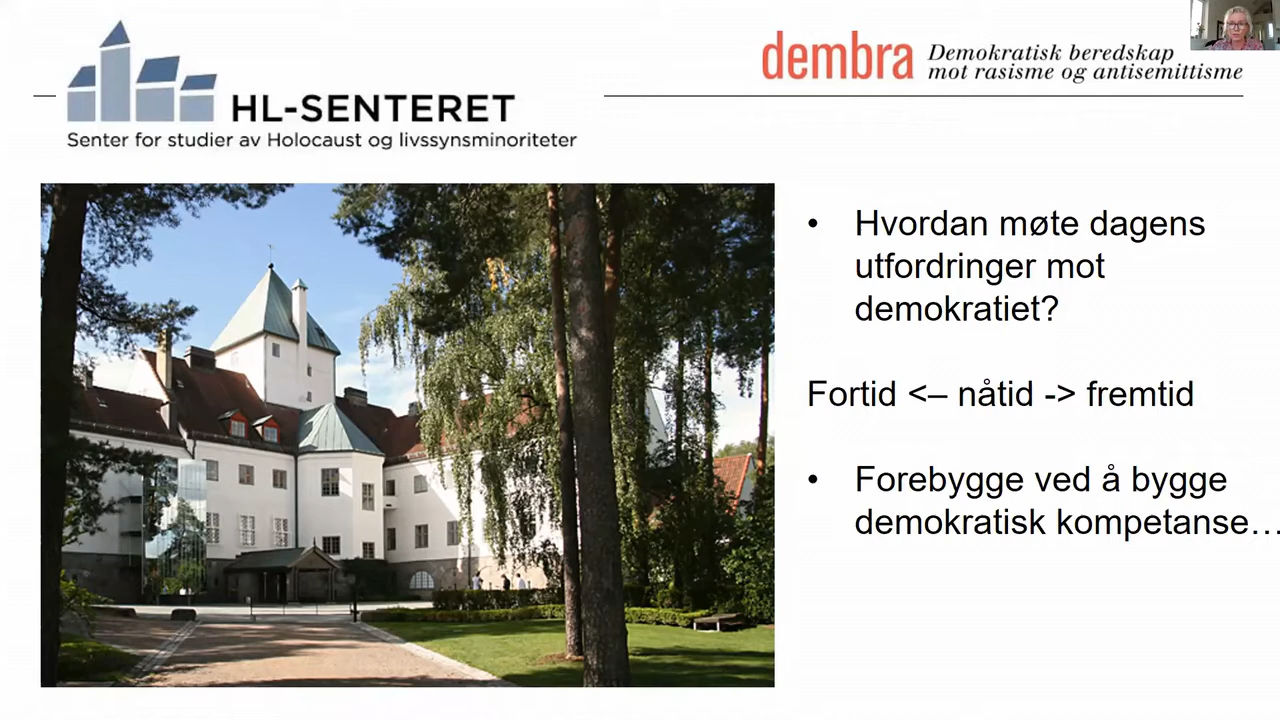 HL-SENTERET
Senter for studier av Holocaust og livssynsminoriteter
dembra
Demokratisk beredskap
mot rasisme og antisemittisme
• Hvordan møte dagens
utfordringer mot
demokratiet?
Fortid <– nåtid -> fremtid
• Forebygge ved å bygge
demokratisk kompetanse…